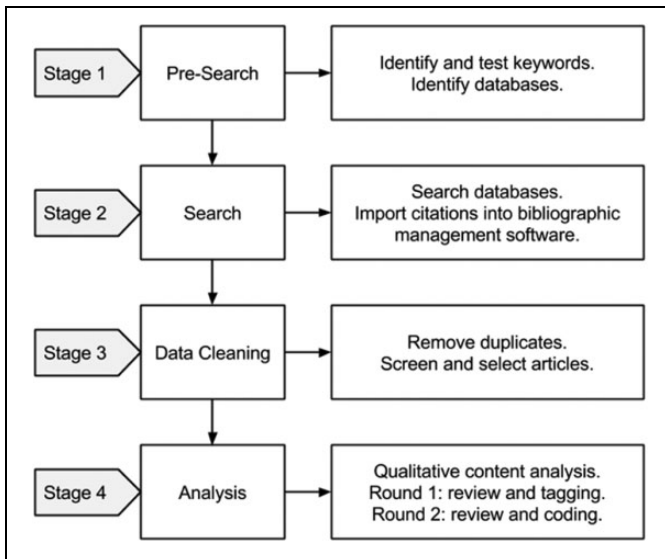 Stage 1
Pre-Search
Identify and test keywords.
Identify databases.
Stage 2
Search
Search databases.
Import citations into bibliographic
management software.
Stage 3
Data Cleaning
Remove duplicates.
Screen and select articles.
Stage 4
Analysis
Qualitative content analysis.
Round 1: review and tagging.
Round 2: review and coding.